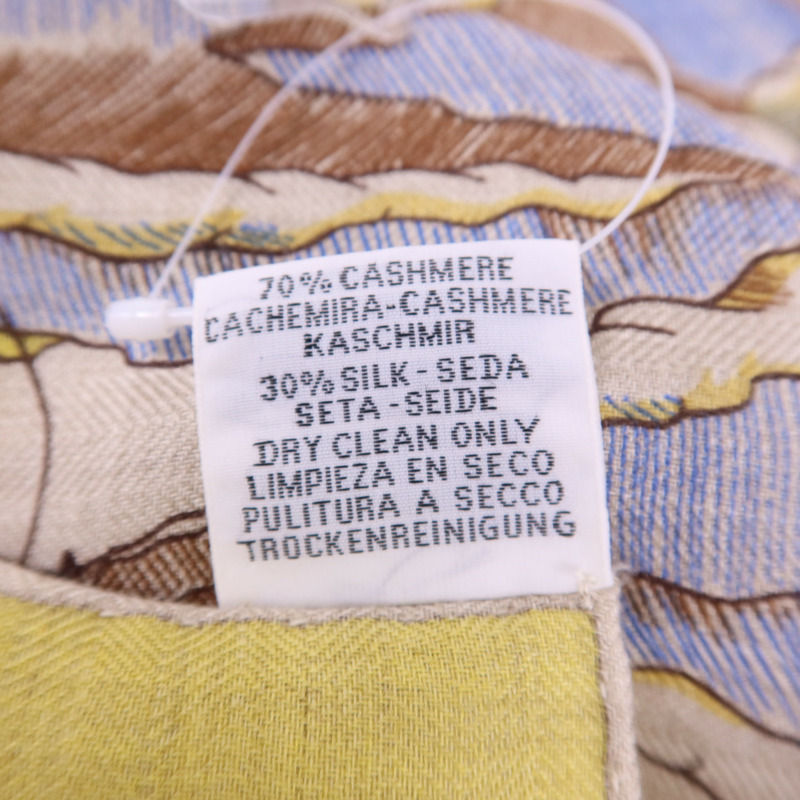 70% CASHMERE
CACHEMIRA-CASHMERE
KASCHMIR
30% SILK-SEDA
SETA-SEIDE
DRY CLEAN ONLY
LIMPIEZA EN SECO
PULITURA A SECCO
TROCKENREINIGUNG